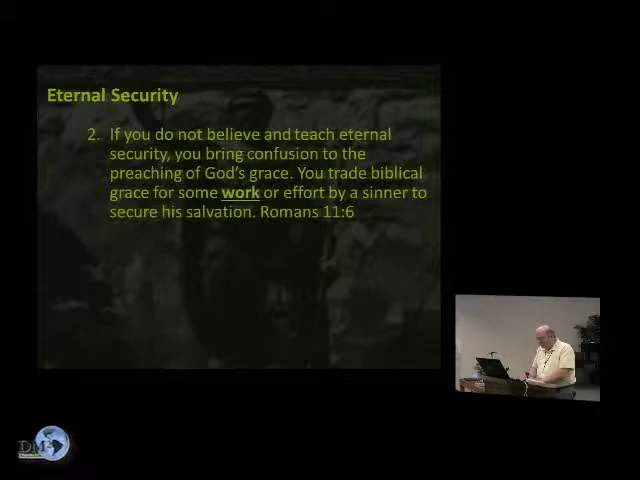 Eternal Security
2. If you do not believe and teach eternal
security, you bring confusion to the
preaching of God's grace. You trade biblical
grace for some work or effort by a sinner to
secure his salvation. Romans 11:6
DM2